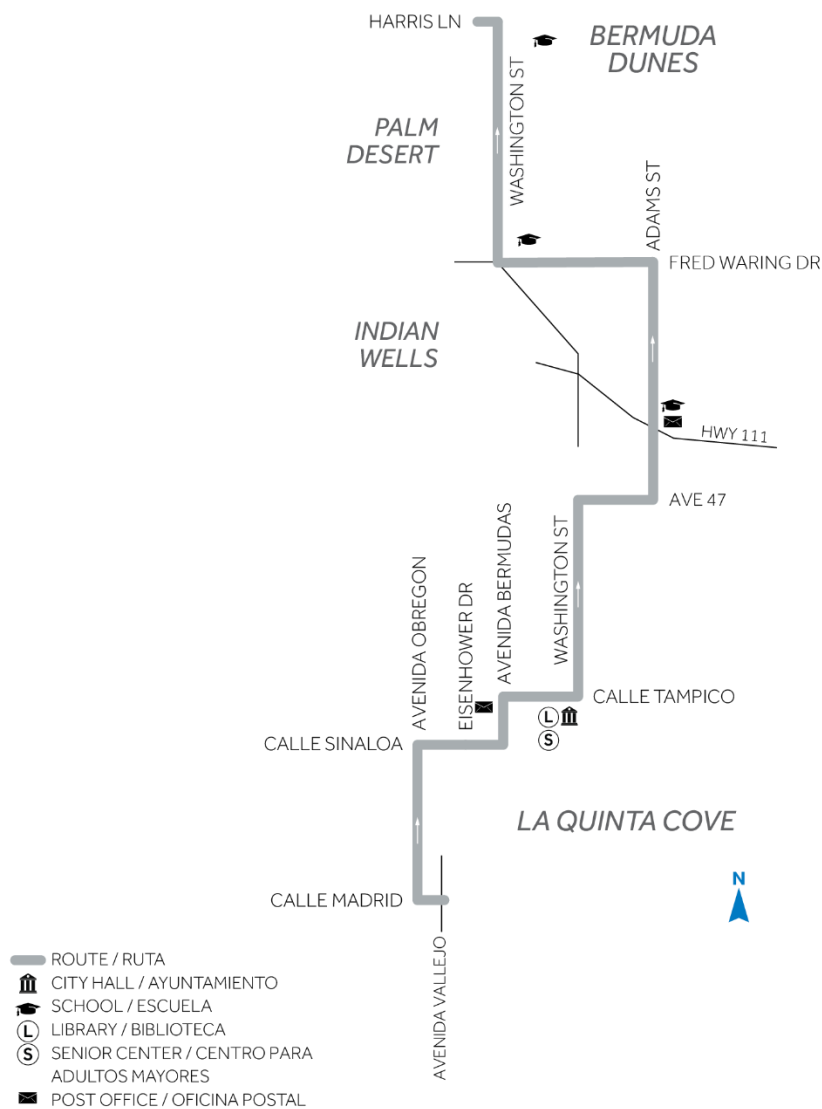 HARRIS LN
BERMUDA
DUNES
WASHINGTON ST
PALM
DESERT
ADAMS ST
FRED WARING DR
INDIAN
WELLS
HWY 111
AVE 47
AVENIDA OBREGON
EISENHOWER DR
AVENIDA BERMUDAS
WASHINGTON ST
CALLE TAMPICO
L
S
CALLE SINALOA
LA QUINTA COVE
N
CALLE MADRID
AVENIDA VALLEJO
ROUTE / RUTA
CITY HALL / AYUNTAMIENTO
SCHOOL / ESCUELA
L LIBRARY / BIBLIOTECA
S SENIOR CENTER / CENTRO PARA
ADULTOS MAYORES
POST OFFICE / OFICINA POSTAL